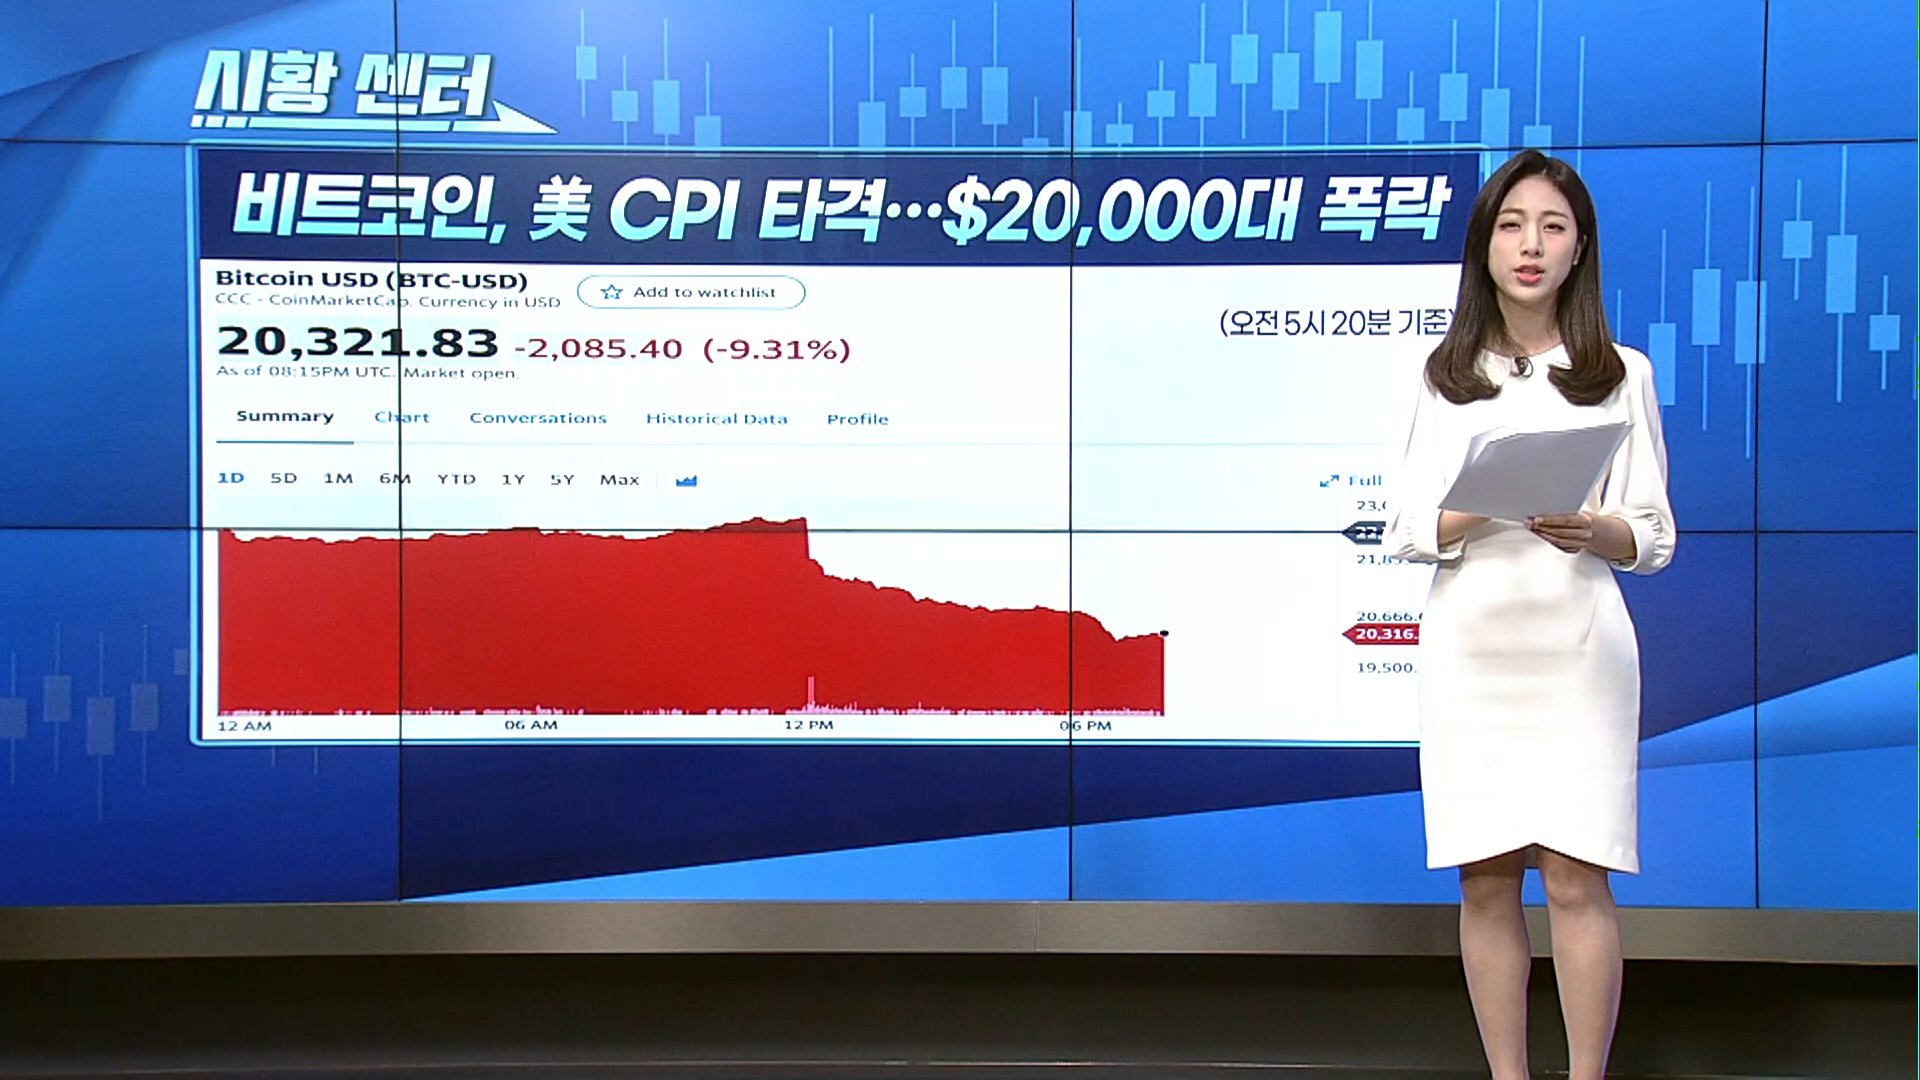 시황 센터
비트코인, 美 CPI 타격…$20,000대 폭락
Bitcoin USD (BTC-USD)
CCC - CoinMarketCap. Currency in USD
Add to watchlist
(오전 5시 20분 기준)
20,321.83 -2,085.40 (-9.31%)
As of 08:15PM UTC. Market open.
Summary Chart Conversations Historical Data Profile
1D 5D 1M 6M YTD 1Y 5Y Max
Full
20,316.
19,500.
12 AM 06 AM 12 PM 06 PM